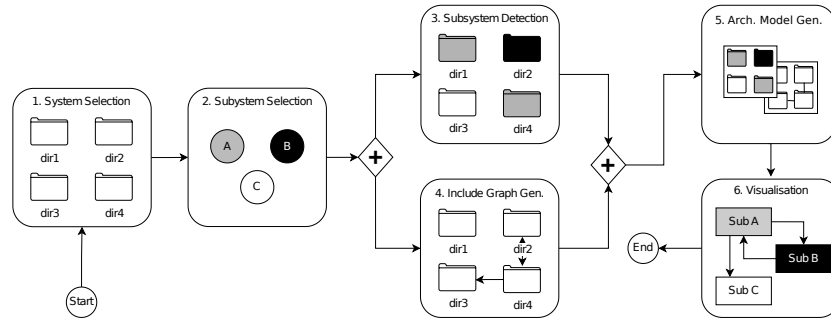 1. System Selection
dir1
dir2
dir3
dir4
Start
2. Subystem Selection
A
B
C
3. Subsystem Detection
dir1
dir2
dir3
dir4
4. Include Graph Gen.
dir1
dir2
dir3
dir4
5. Arch. Model Gen.
6. Visualisation
Sub A
Sub B
Sub C
End